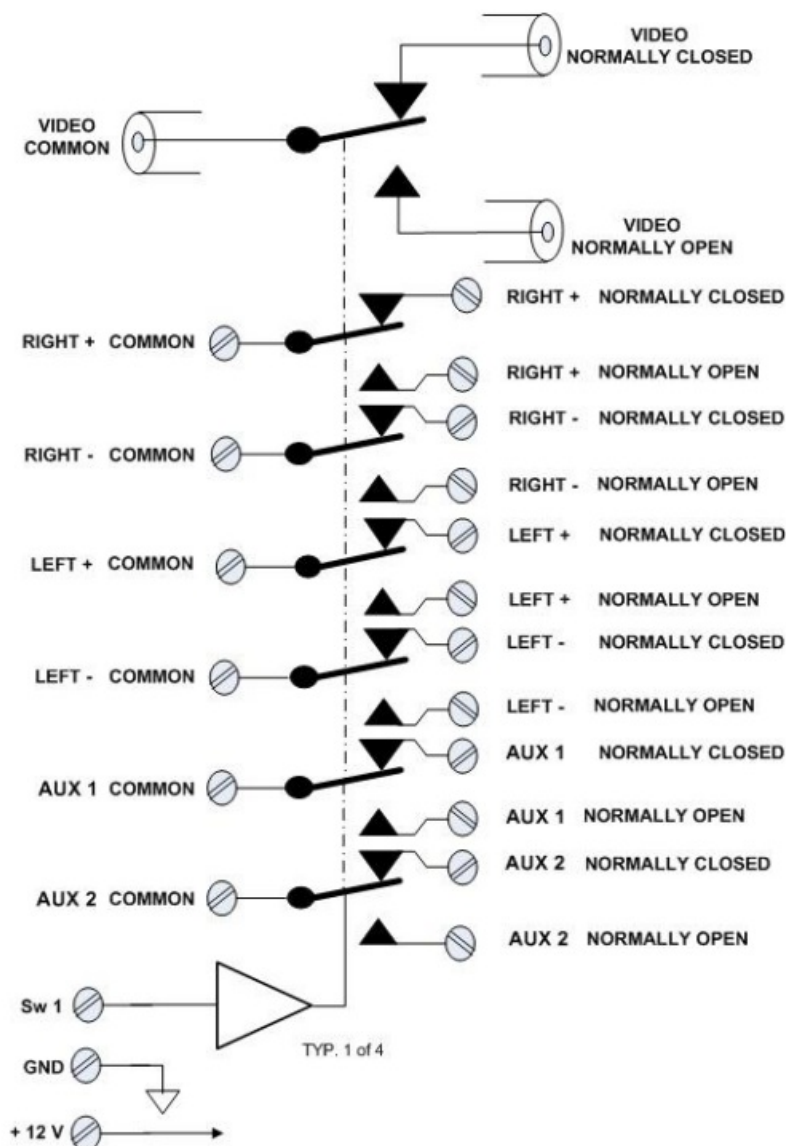 VIDEO
NORMALLY CLOSED
VIDEO
COMMON
VIDEO
NORMALLY OPEN
RIGHT + NORMALLY CLOSED
RIGHT + COMMON
RIGHT + NORMALLY OPEN
RIGHT - NORMALLY CLOSED
RIGHT - COMMON
RIGHT - NORMALLY OPEN
LEFT + NORMALLY CLOSED
LEFT + COMMON
LEFT + NORMALLY OPEN
LEFT - NORMALLY CLOSED
LEFT - COMMON
LEFT - NORMALLY OPEN
AUX 1 NORMALLY CLOSED
AUX 1 COMMON
AUX 1 NORMALLY OPEN
AUX 2 NORMALLY CLOSED
AUX 2 COMMON
AUX 2 NORMALLY OPEN
Sw 1
TYP. 1 of 4
GND
+ 12 V